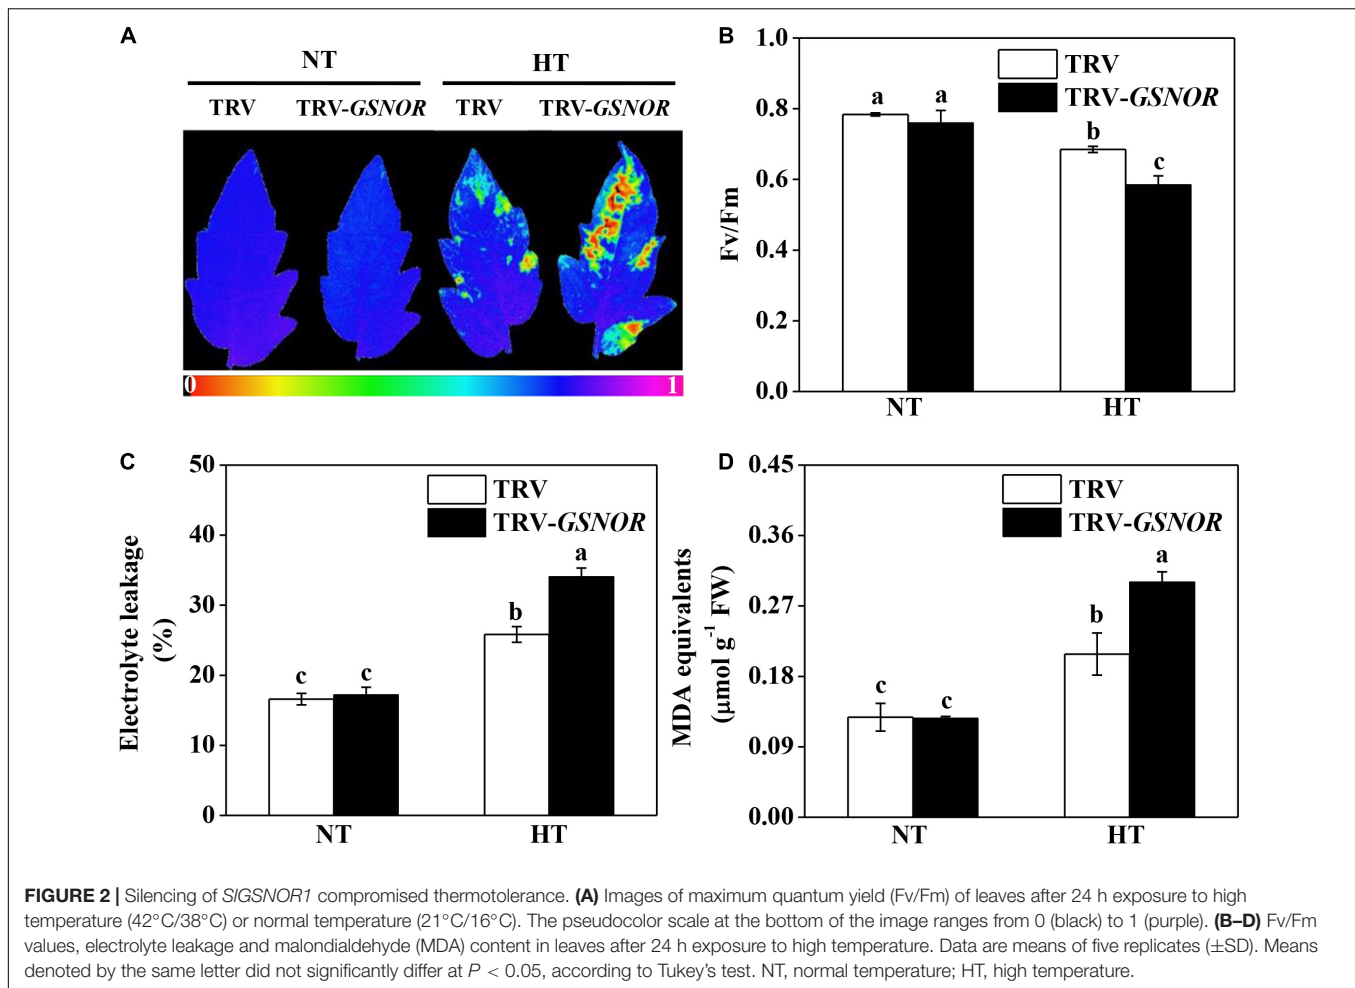 A
NT HT
TRV TRV-GSNOR TRV TRV-GSNOR
0 1
B
1.0
0.8
0.6
0.4
0.2
0.0
Fv/Fm
TRV
TRV-GSNOR
a a b c
NT HT
C
50
40
30
20
10
0
Electrolyte leakage
(%)
TRV
TRV-GSNOR
c c b a
NT HT
D
0.45
0.36
0.27
0.18
0.09
0.00
MDA equivalents
(μmol g-1 FW)
TRV
TRV-GSNOR
c c b a
NT HT
FIGURE 2 | Silencing of SlGSNOR1 compromised thermotolerance. (A) Images of maximum quantum yield (Fv/Fm) of leaves after 24 h exposure to high
temperature (42°C/38°C) or normal temperature (21°C/16°C). The pseudocolor scale at the bottom of the image ranges from 0 (black) to 1 (purple). (B–D) Fv/Fm
values, electrolyte leakage and malondialdehyde (MDA) content in leaves after 24 h exposure to high temperature. Data are means of five replicates (±SD). Means
denoted by the same letter did not significantly differ at P < 0.05, according to Tukey's test. NT, normal temperature; HT, high temperature.